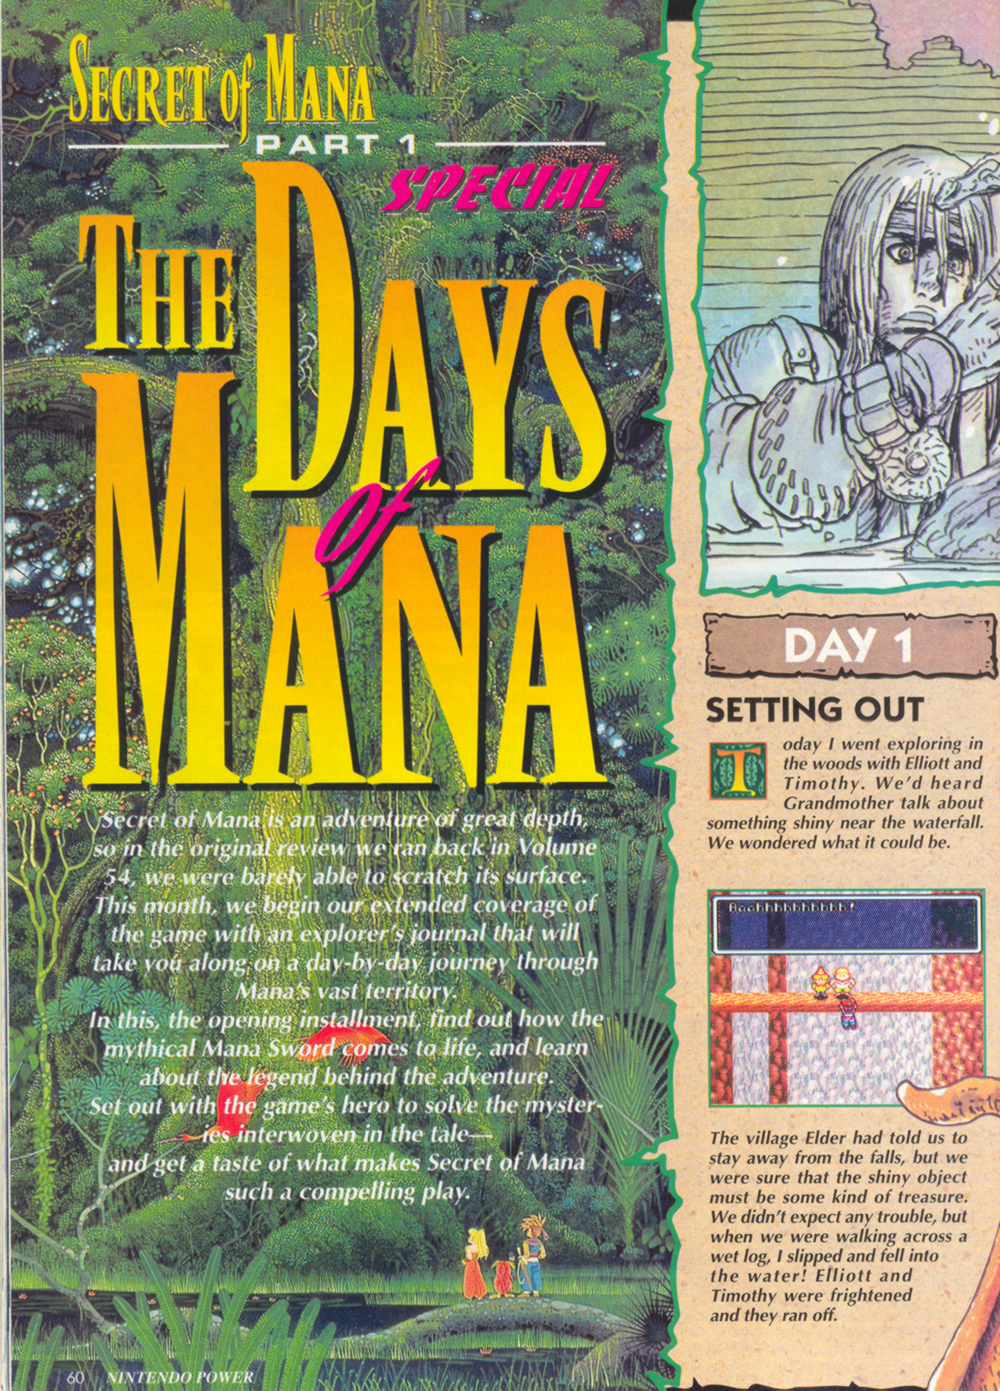 SECRET of MANA
PART 1
SPECIAL
THE DAYS
of
MANA
Secret of Mana is an adventure of great depth,
so in the original review we ran back in Volume
54, we were barely able to scratch its surface.
This month, we begin our extended coverage of
the game with an explorer's journal that will
take you along on a day-by-day journey through
Mana's vast territory.
In this, the opening installment, find out how the
mythical Mana Sword comes to life, and learn
about the legend behind the adventure.
Set out with the game's hero to solve the myster-
ies interwoven in the tale—
and get a taste of what makes Secret of Mana
such a compelling play.
60 NINTENDO POWER
DAY 1
SETTING OUT
Today I went exploring in
the woods with Elliott and
Timothy. We'd heard
Grandmother talk about
something shiny near the waterfall.
We wondered what it could be.
Aaahhhhhhhhhh!
The village Elder had told us to
stay away from the falls, but we
were sure that the shiny object
must be some kind of treasure.
We didn't expect any trouble, but
when we were walking across a
wet log, I slipped and fell into
the water! Elliott and
Timothy were frightened
and they ran off.